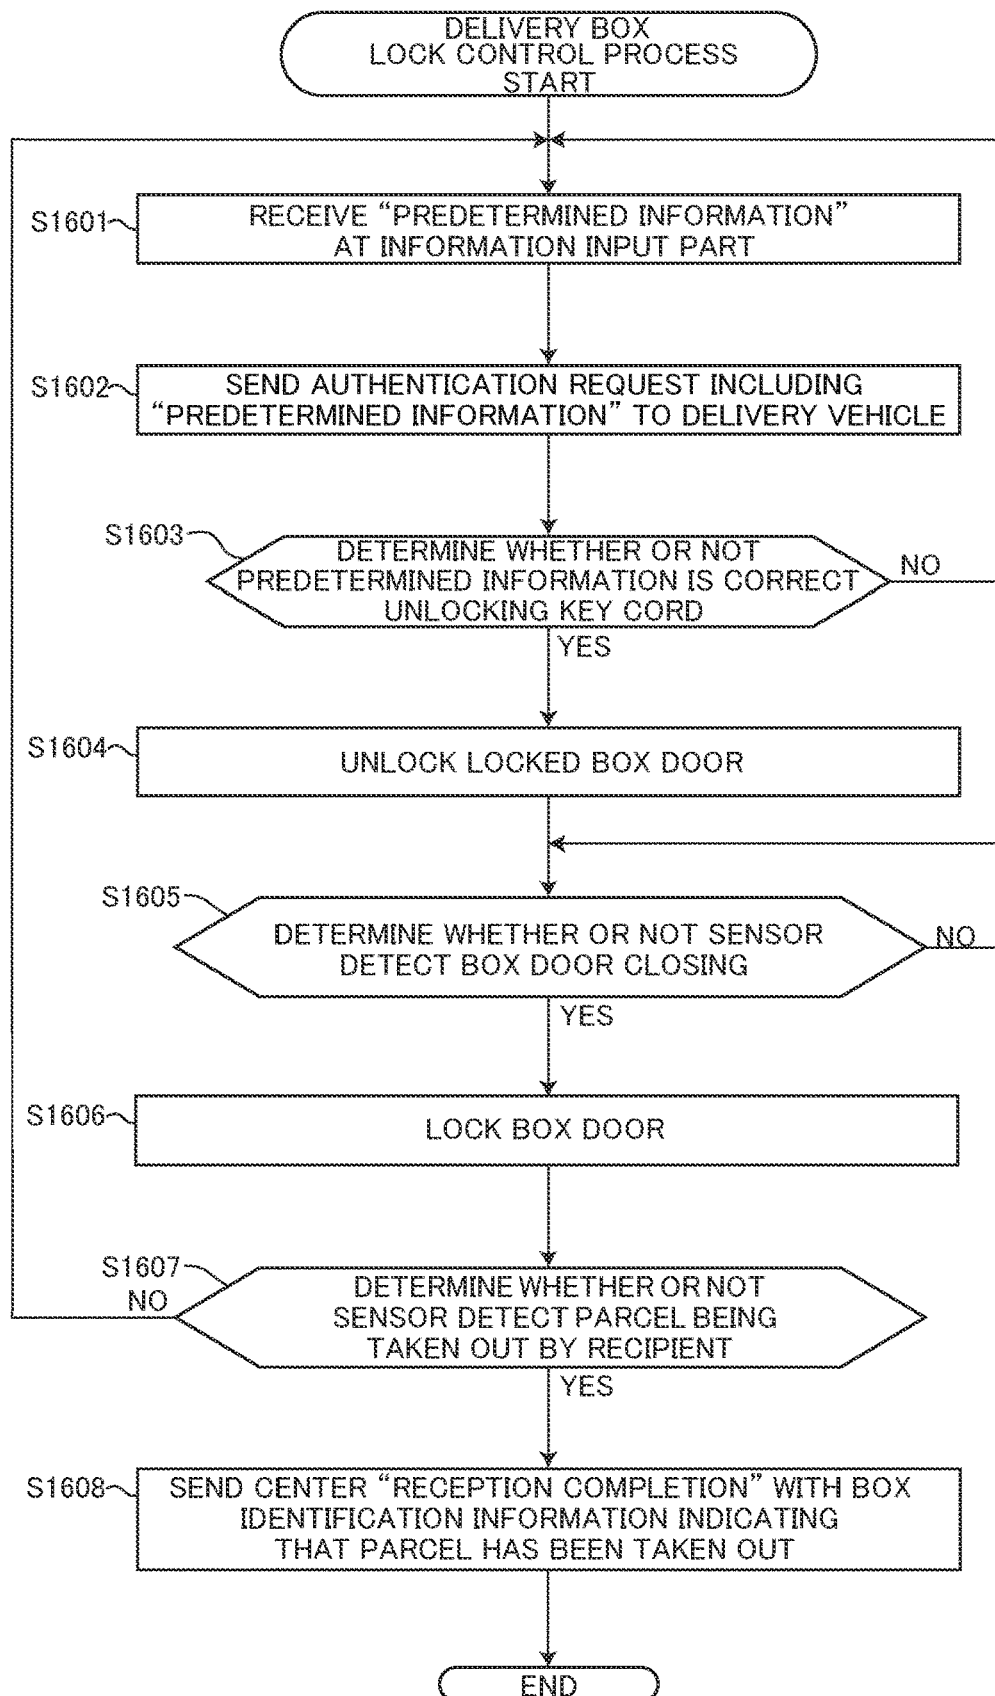 DELIVERY BOX
LOCK CONTROL PROCESS
START
S1601
RECEIVE “PREDETERMINED INFORMATION”
AT INFORMATION INPUT PART
S1602
SEND AUTHENTICATION REQUEST INCLUDING
“PREDETERMINED INFORMATION” TO DELIVERY VEHICLE
S1603
DETERMINE WHETHER OR NOT
PREDETERMINED INFORMATION IS CORRECT
UNLOCKING KEY CORD
NO
YES
S1604
UNLOCK LOCKED BOX DOOR
S1605
DETERMINE WHETHER OR NOT SENSOR
DETECT BOX DOOR CLOSING
NO
YES
S1606
LOCK BOX DOOR
S1607
NO
DETERMINE WHETHER OR NOT
SENSOR DETECT PARCEL BEING
TAKEN OUT BY RECIPIENT
YES
S1608
SEND CENTER “RECEPTION COMPLETION” WITH BOX
IDENTIFICATION INFORMATION INDICATING
THAT PARCEL HAS BEEN TAKEN OUT
END